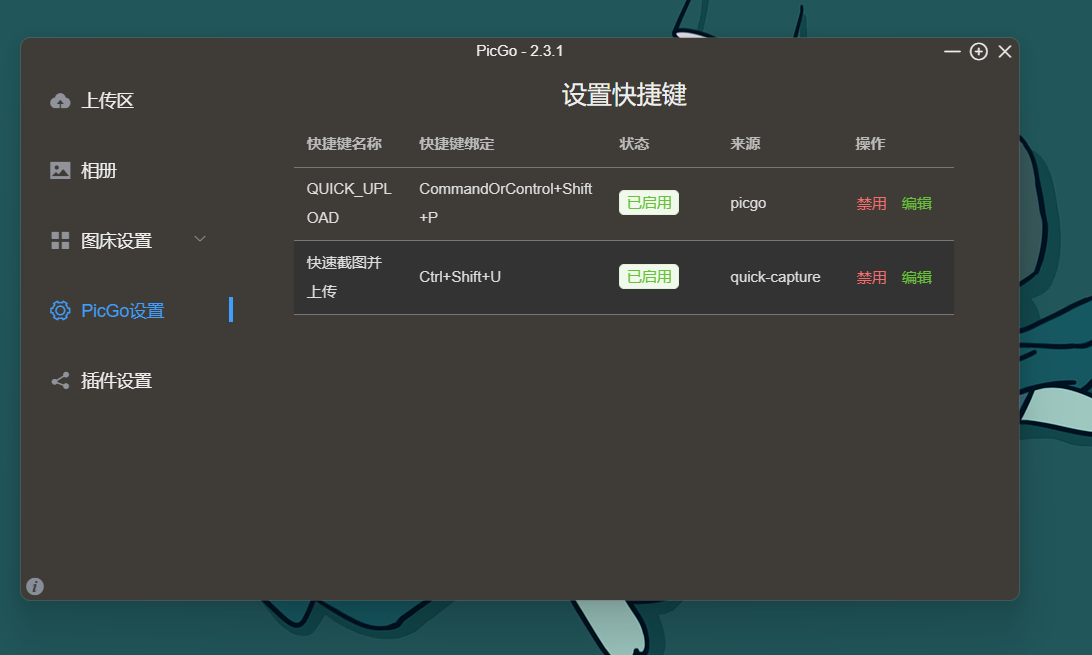 PicGo - 2.3.1
上传区
相册
图床设置
PicGo设置
插件设置
设置快捷键
快捷键名称 快捷键绑定 状态 来源 操作
QUICK_UPL
OAD
CommandOrControl+Shift
+P
已启用
picgo
禁用 编辑
快速截图并
上传
Ctrl+Shift+U
已启用
quick-capture
禁用 编辑